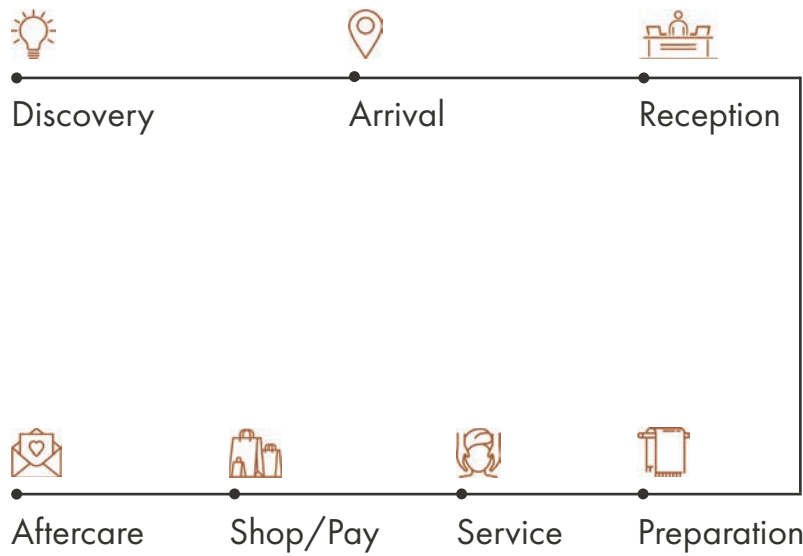 Discovery
Arrival
Reception
Aftercare
Shop/Pay
Service
Preparation